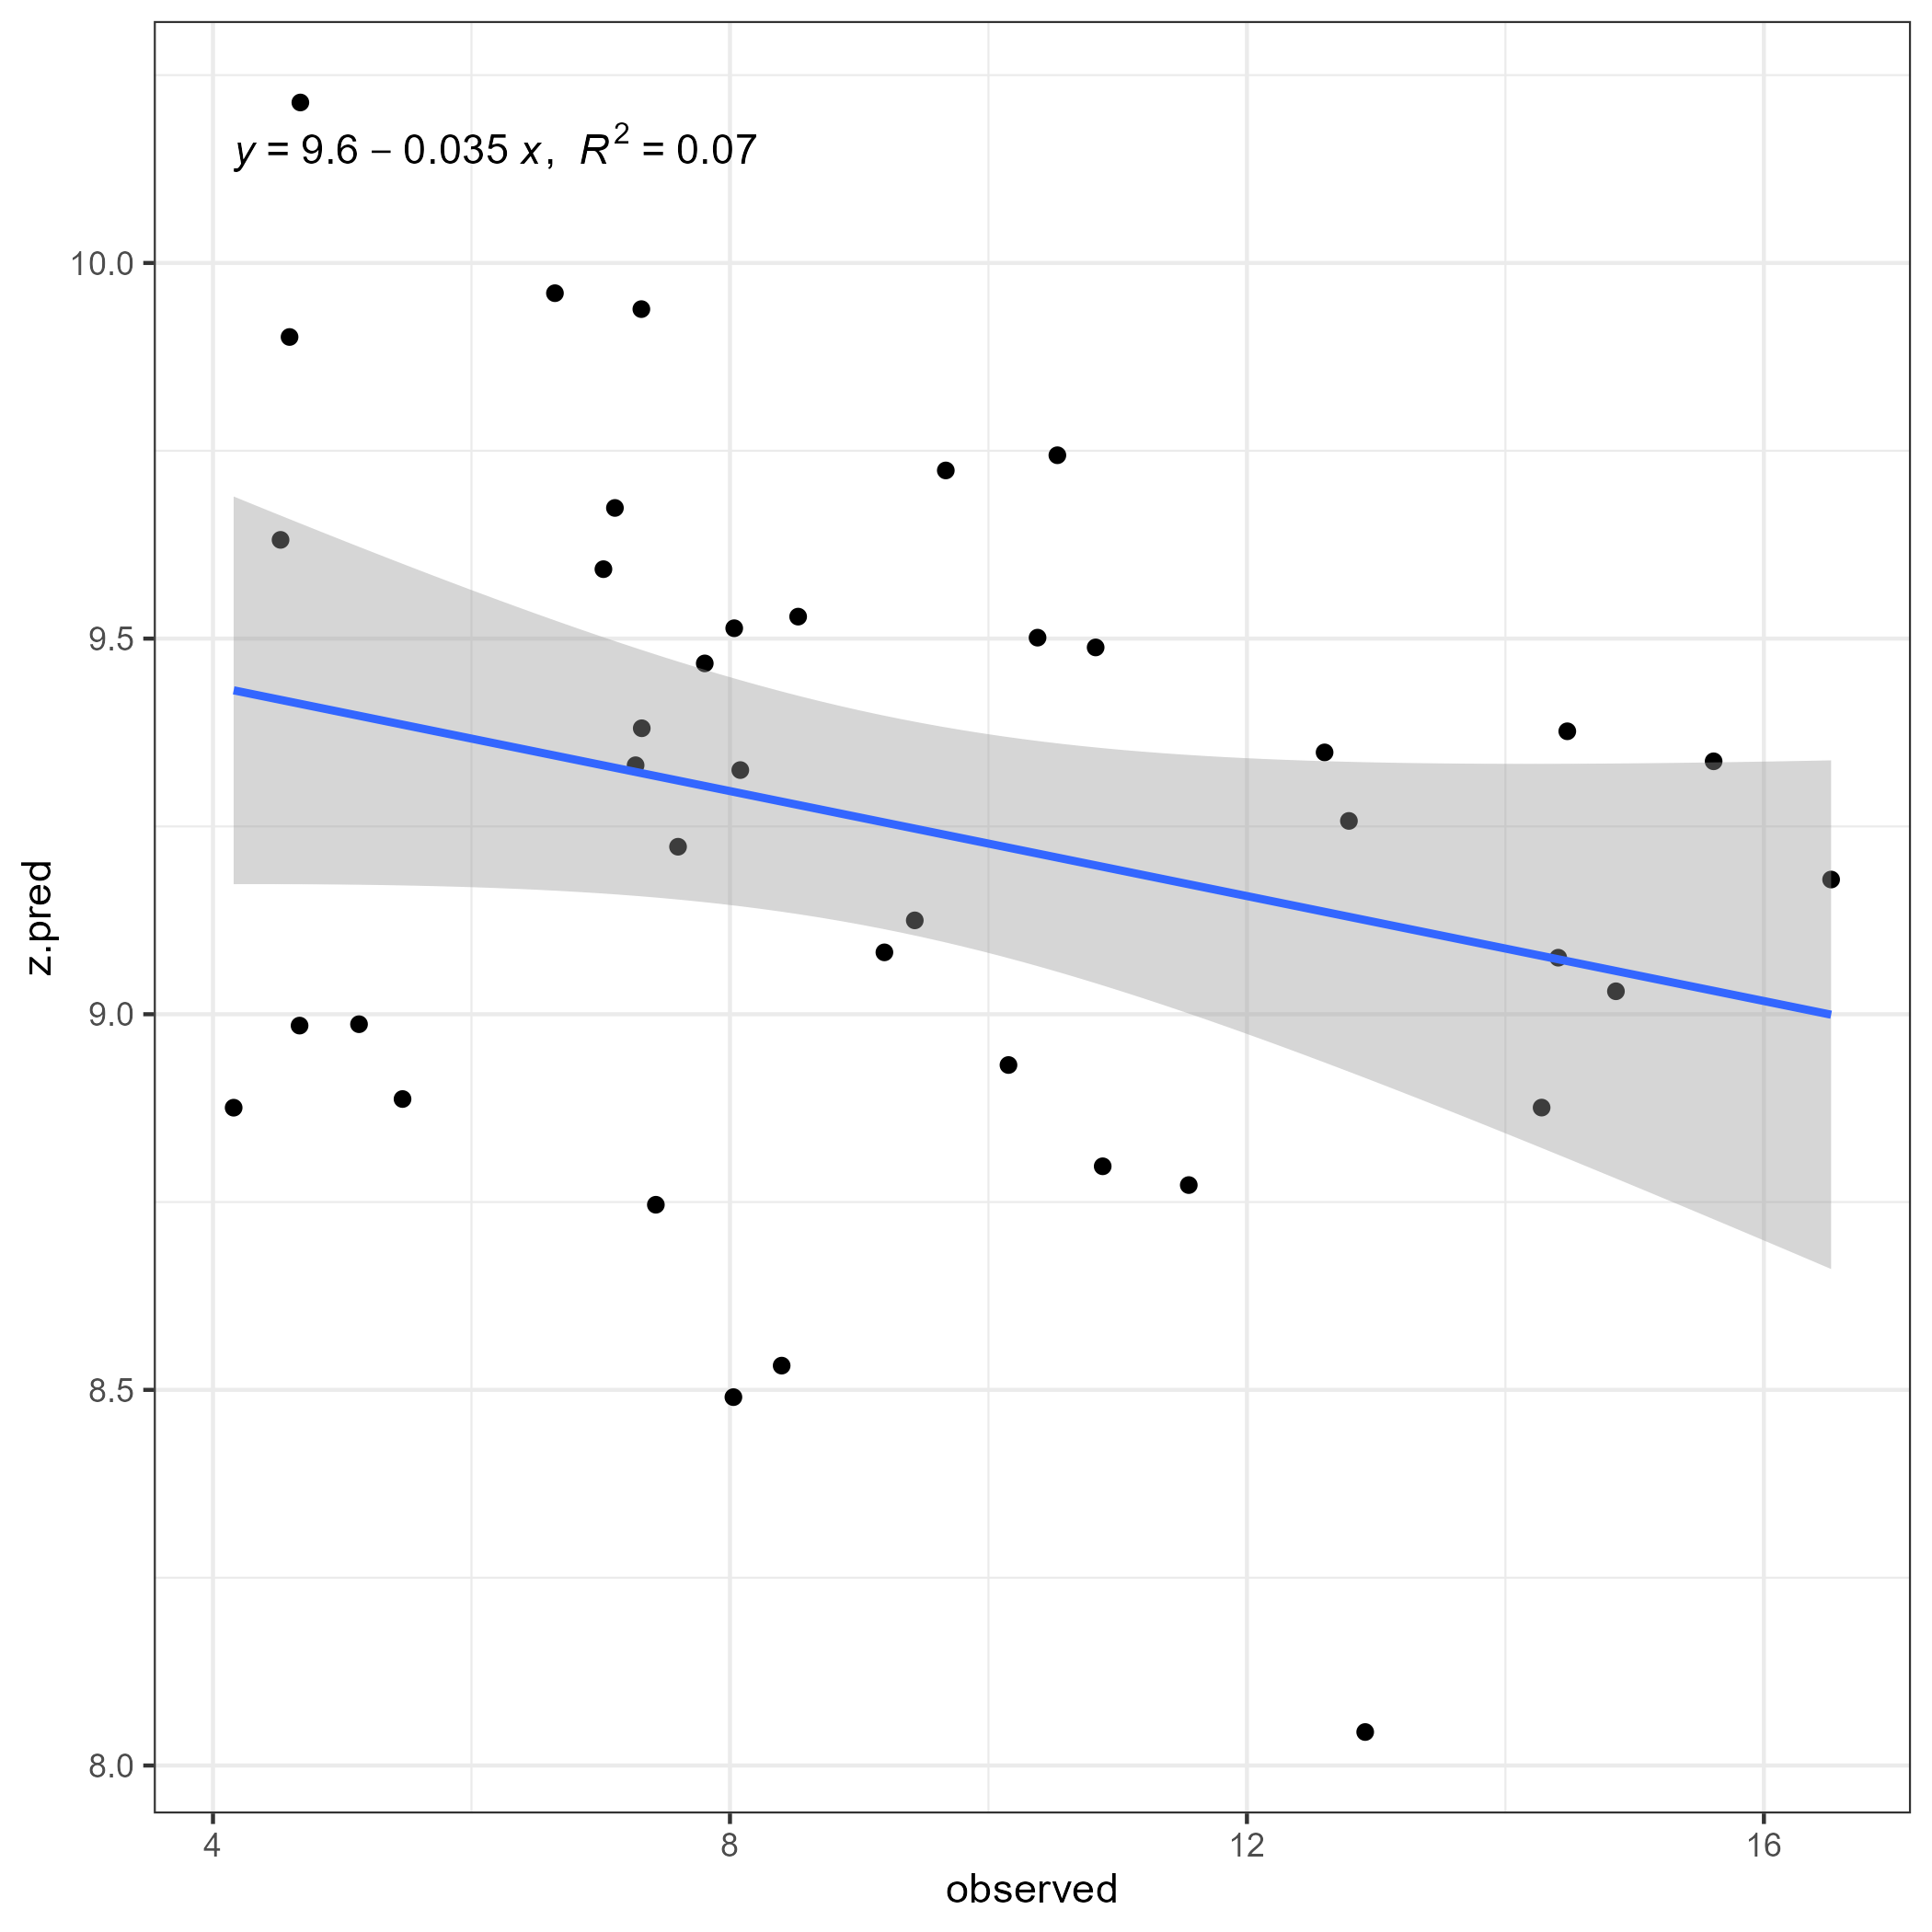 y = 9.6 – 0.035 x, R² = 0.07
10.0
9.5
9.0
8.5
8.0
z.pred
4 8 12 16
observed